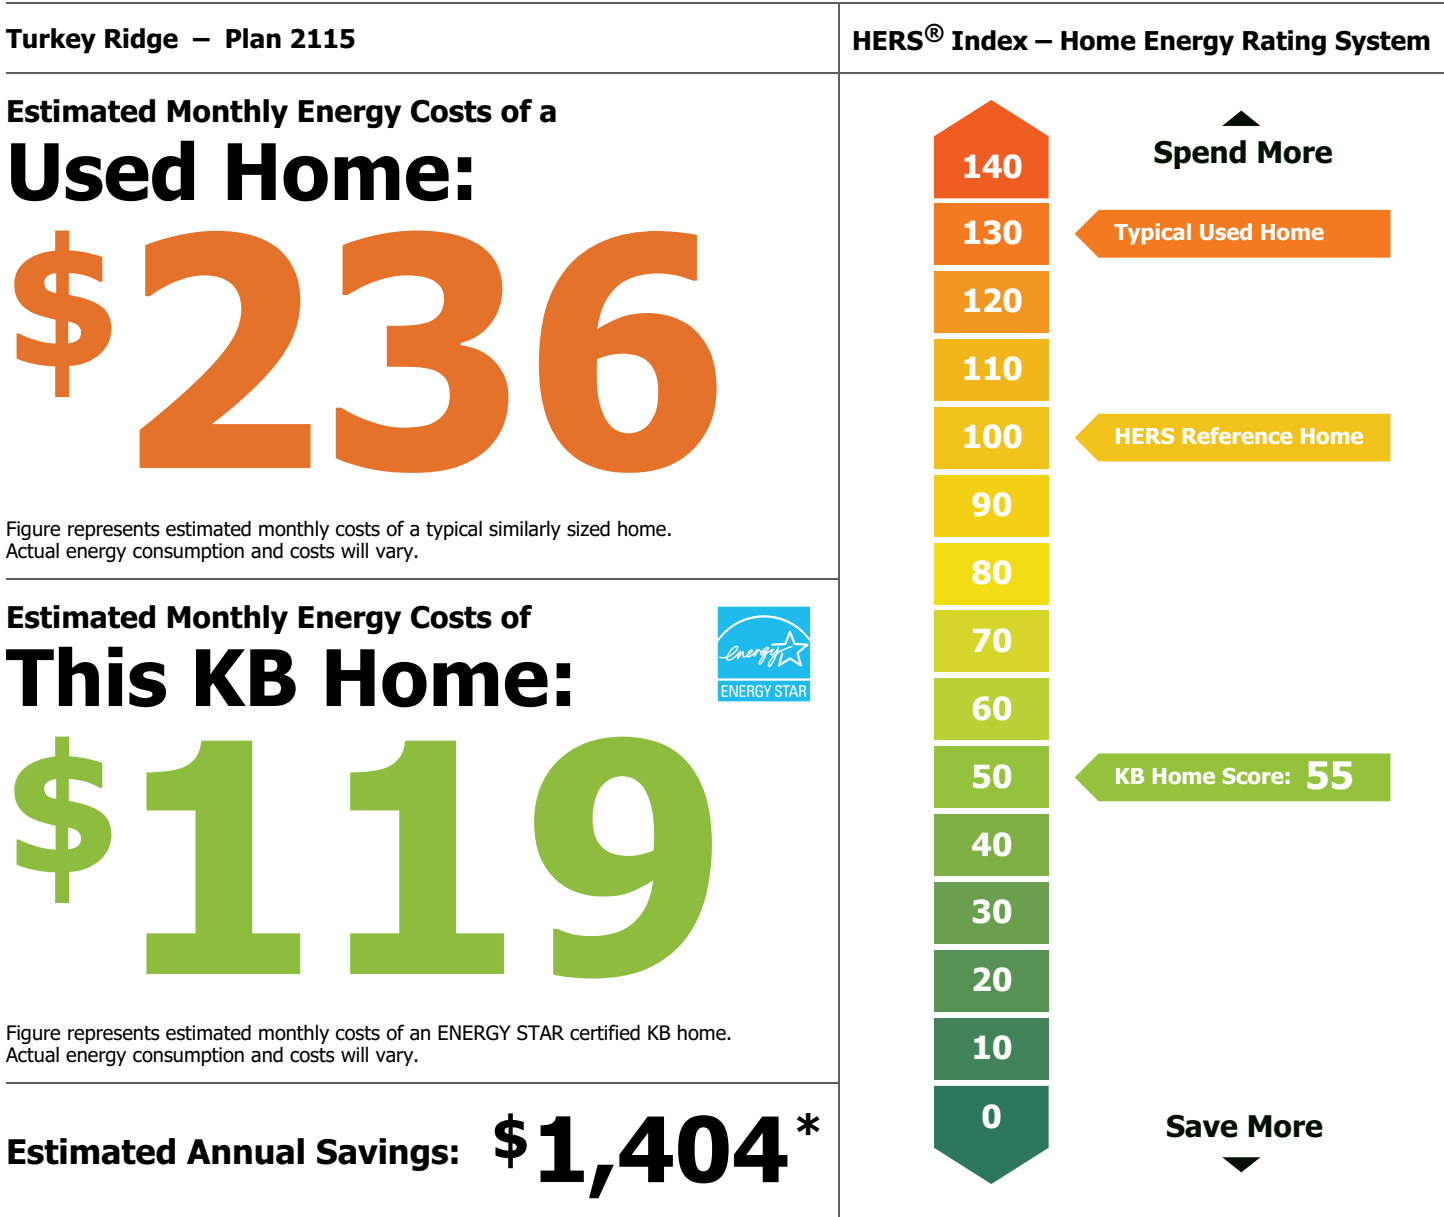 Turkey Ridge – Plan 2115
Estimated Monthly Energy Costs of a
Used Home:
$236
Figure represents estimated monthly costs of a typical similarly sized home.
Actual energy consumption and costs will vary.
Estimated Monthly Energy Costs of
This KB Home:
energy
ENERGY STAR
$119
Figure represents estimated monthly costs of an ENERGY STAR certified KB home.
Actual energy consumption and costs will vary.
Estimated Annual Savings: $1,404*
HERS® Index – Home Energy Rating System
Spend More
140
130 Typical Used Home
120
110
100 HERS Reference Home
90
80
70
60
50 KB Home Score: 55
40
30
20
10
0
Save More